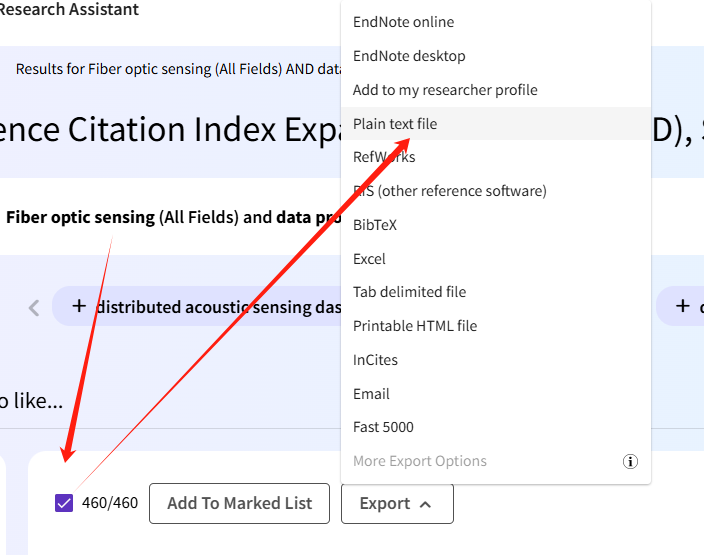 Research Assistant
Results for Fiber optic sensing (All Fields) AND data
ence Citation Index Expa
D), S
Fiber optic sensing (All Fields) and data pro
+ distributed acoustic sensing das
+
o like...
460/460
Add To Marked List
Export
EndNote online
EndNote desktop
Add to my researcher profile
Plain text file
RefWorks
RIS (other reference software)
BibTeX
Excel
Tab delimited file
Printable HTML file
InCites
Email
Fast 5000
More Export Options